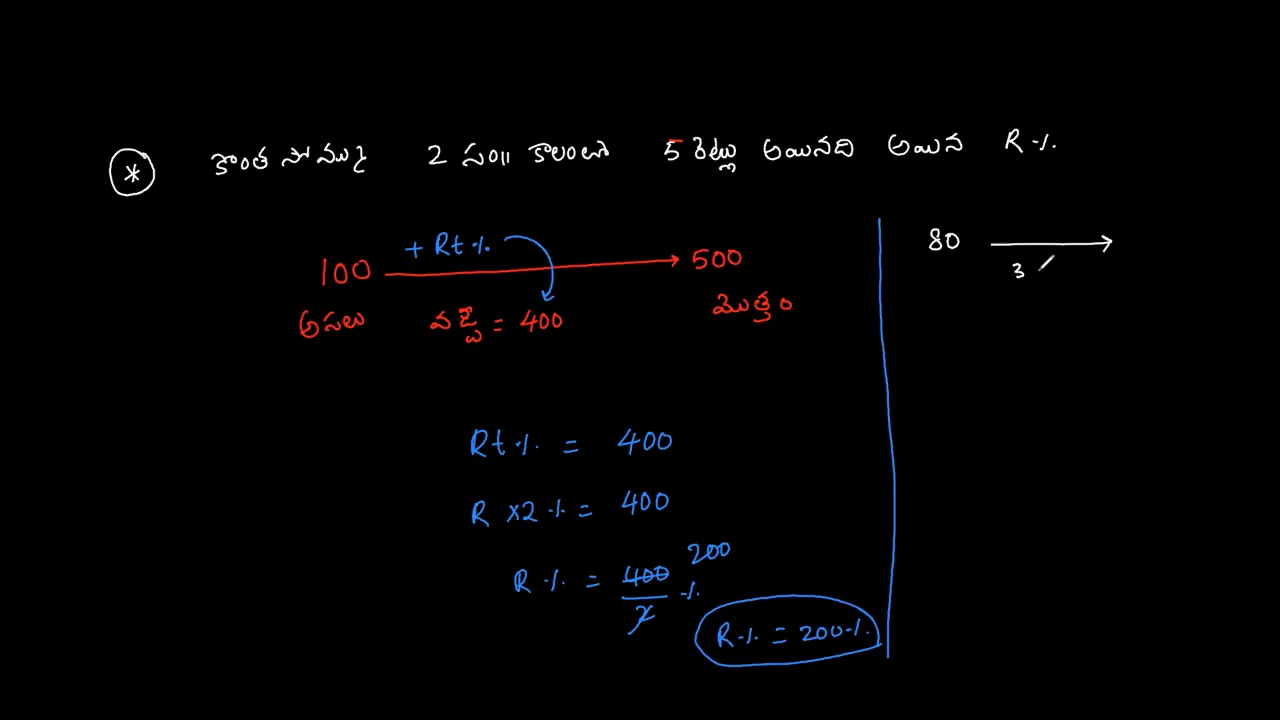 * కొంత సొమ్ము 2 సం॥ కాలంలో 5 రెట్లు అయినది అయిన R %.
+ Rt %.
100 500
అసలు వడ్డీ = 400 మొత్తం
Rt %. = 400
R ×2 %. = 400
R %. = 400/2 %. 200
R %. = 200 %.
80
3